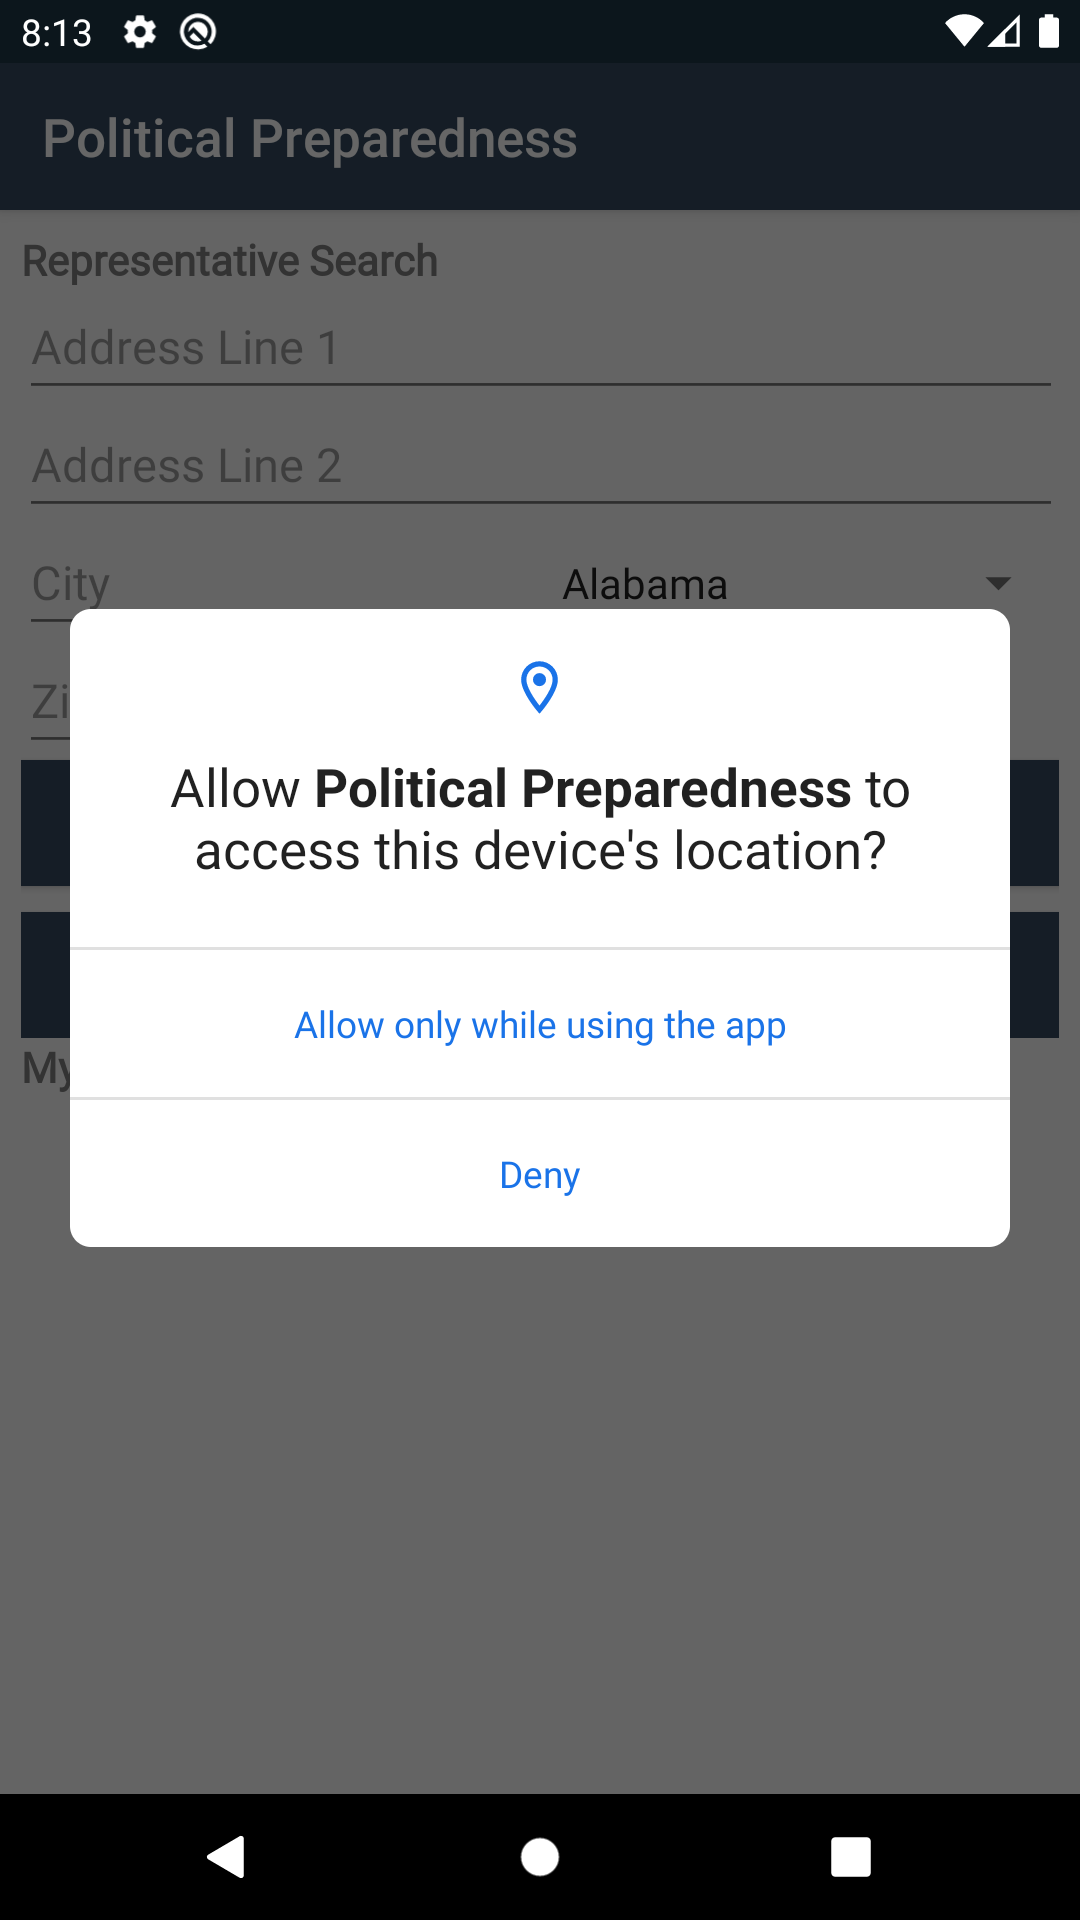 8:13
Political Preparedness
Representative Search
Address Line 1
Address Line 2
City
Alabama
Zi
Allow Political Preparedness to
access this device's location?
Allow only while using the app
My
Deny